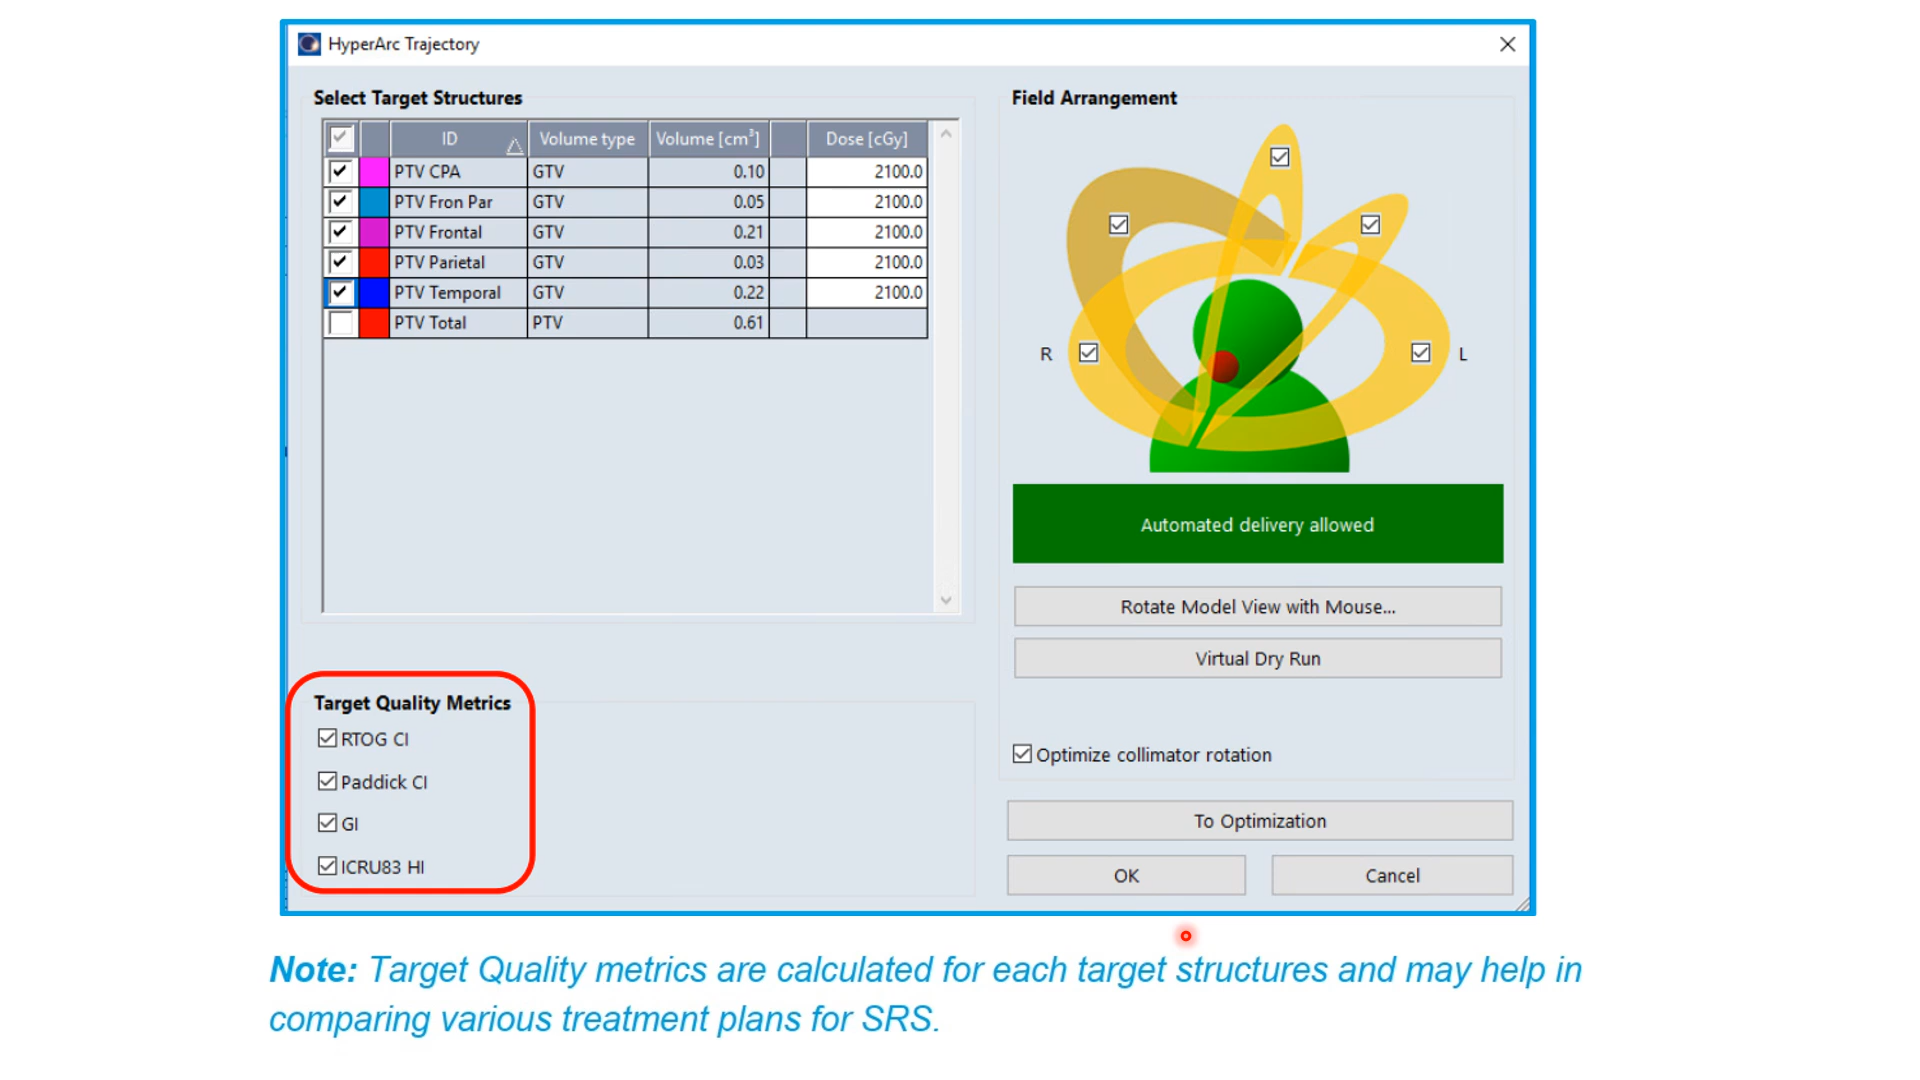 HyperArc Trajectory
Select Target Structures
ID Volume type Volume [cm³] Dose [cGy]
PTV CPA GTV 0.10 2100.0
PTV Fron Par GTV 0.05 2100.0
PTV Frontal GTV 0.21 2100.0
PTV Parietal GTV 0.03 2100.0
PTV Temporal GTV 0.22 2100.0
PTV Total PTV 0.61
Target Quality Metrics
RTOG CI
Paddick CI
GI
ICRU83 HI
Field Arrangement
R L
Automated delivery allowed
Rotate Model View with Mouse...
Virtual Dry Run
Optimize collimator rotation
To Optimization
OK Cancel
Note: Target Quality metrics are calculated for each target structures and may help in
comparing various treatment plans for SRS.